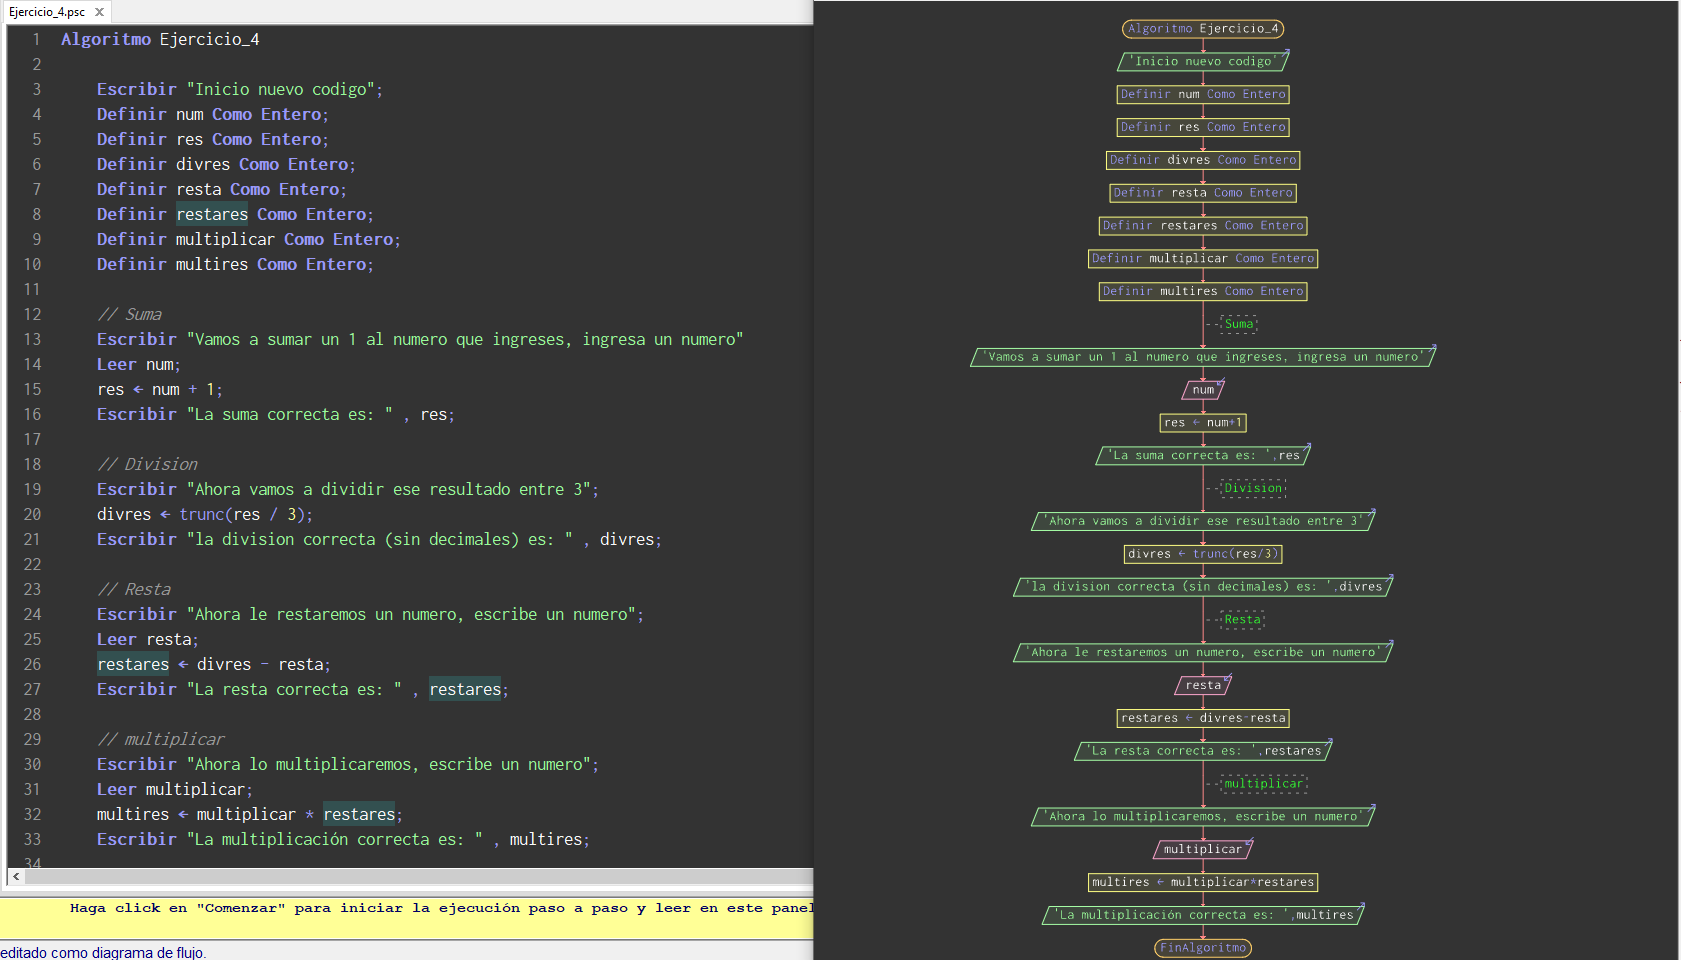 Ejercicio_4.psc x
1 Algoritmo Ejercicio_4
2
3 Escribir "Inicio nuevo codigo";
4 Definir num Como Entero;
5 Definir res Como Entero;
6 Definir divres Como Entero;
7 Definir resta Como Entero;
8 Definir restares Como Entero;
9 Definir multiplicar Como Entero;
10 Definir multires Como Entero;
11
12 // Suma
13 Escribir "Vamos a sumar un 1 al numero que ingreses, ingresa un numero"
14 Leer num;
15 res ← num + 1;
16 Escribir "La suma correcta es: " , res;
17
18 // Division
19 Escribir "Ahora vamos a dividir ese resultado entre 3";
20 divres ← trunc(res / 3);
21 Escribir "la division correcta (sin decimales) es: " , divres;
22
23 // Resta
24 Escribir "Ahora le restaremos un numero, escribe un numero";
25 Leer resta;
26 restares ← divres - resta;
27 Escribir "La resta correcta es: " , restares;
28
29 // multiplicar
30 Escribir "Ahora lo multiplicaremos, escribe un numero";
31 Leer multiplicar;
32 multires ← multiplicar * restares;
33 Escribir "La multiplicación correcta es: " , multires;
34
Haga click en "Comenzar" para iniciar la ejecución paso a paso y leer en este panel
editado como diagrama de flujo.
Algoritmo Ejercicio_4
'Inicio nuevo codigo'
Definir num Como Entero
Definir res Como Entero
Definir divres Como Entero
Definir resta Como Entero
Definir restares Como Entero
Definir multiplicar Como Entero
Definir multires Como Entero
Suma
'Vamos a sumar un 1 al numero que ingreses, ingresa un numero'
num
res ← num+1
'La suma correcta es: ',res
Division
'Ahora vamos a dividir ese resultado entre 3'
divres ← trunc(res/3)
'la division correcta (sin decimales) es: ',divres
Resta
'Ahora le restaremos un numero, escribe un numero'
resta
restares ← divres-resta
'La resta correcta es: ',restares
multiplicar
'Ahora lo multiplicaremos, escribe un numero'
multiplicar
multires ← multiplicar*restares
'La multiplicación correcta es: ',multires
FinAlgoritmo